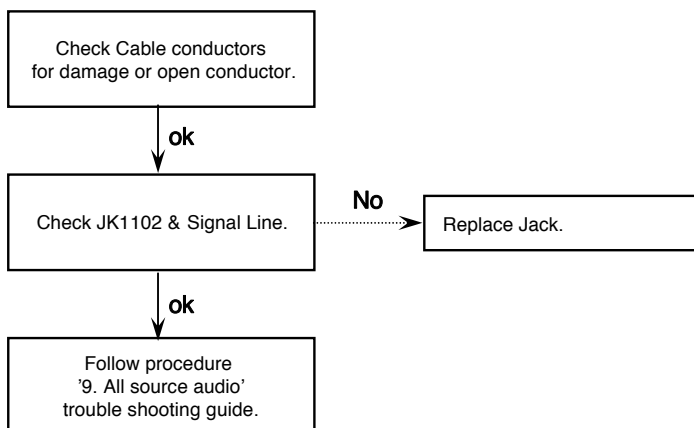 Check Cable conductors
for damage or open conductor.
ok
Check JK1102 & Signal Line.
No
Replace Jack.
ok
Follow procedure
’9. All source audio’
trouble shooting guide.